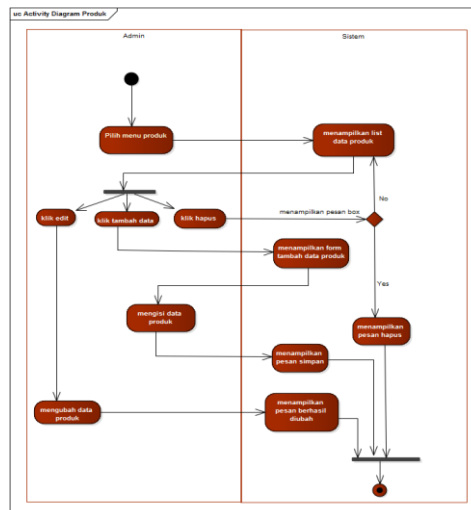 uc Activity Diagram Produk
Admin
Sistem
Pilih menu produk
menampilkan list
data produk
klik edit
klik tambah data
klik hapus
menampilkan pesan box
No
menampilkan form
tambah data produk
Yes
mengisi data
produk
menampilkan
pesan hapus
menampilkan
pesan simpan
mengubah data
produk
menampilkan
pesan berhasil
diubah